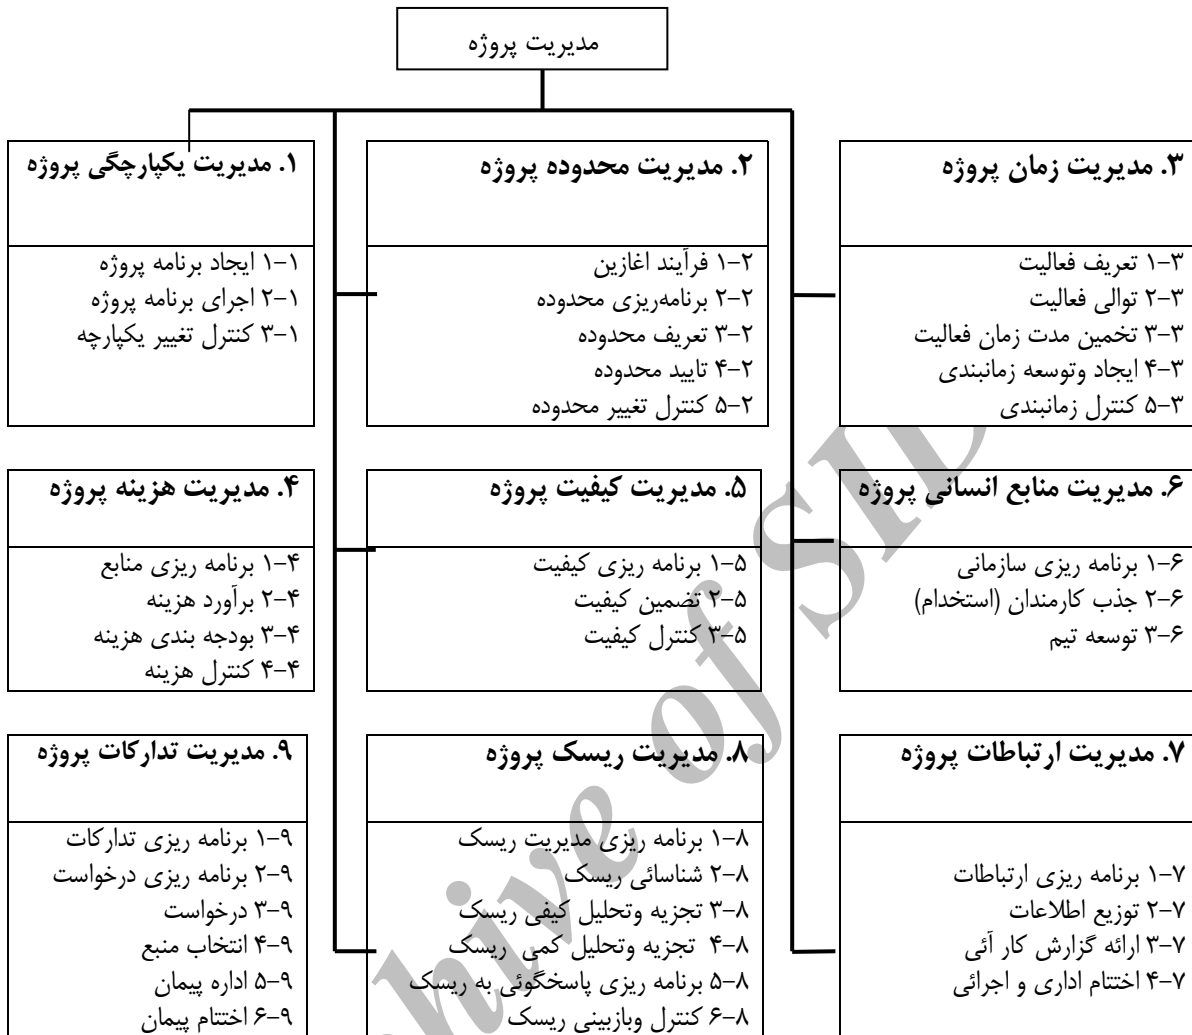 مدیریت پروژه
۱. مدیریت یکپارچگی پروژه
۱-۱ ایجاد برنامه پروژه
۲-۱ اجرای برنامه پروژه
۳-۱ کنترل تغییر یکپارچه
۲. مدیریت محدوده پروژه
۱-۲ فرآیند اغازین
۲-۲ برنامه‌ریزی محدوده
۳-۲ تعریف محدوده
۴-۲ تایید محدوده
۵-۲ کنترل تغییر محدوده
۳. مدیریت زمان پروژه
۱-۳ تعریف فعالیت
۲-۳ توالی فعالیت
۳-۳ تخمین مدت زمان فعالیت
۴-۳ ایجاد وتوسعه زمانبندی
۵-۳ کنترل زمانبندی
۴. مدیریت هزینه پروژه
۱-۴ برنامه ریزی منابع
۲-۴ برآورد هزینه
۳-۴ بودجه بندی هزینه
۴-۴ کنترل هزینه
۵. مدیریت کیفیت پروژه
۱-۵ برنامه ریزی کیفیت
۲-۵ تضمین کیفیت
۳-۵ کنترل کیفیت
۶. مدیریت منابع انسانی پروژه
۱-۶ برنامه ریزی سازمانی
۲-۶ جذب کارمندان (استخدام)
۳-۶ توسعه تیم
۹. مدیریت تدارکات پروژه
۱-۹ برنامه ریزی تدارکات
۲-۹ برنامه ریزی درخواست
۳-۹ درخواست
۴-۹ انتخاب منبع
۵-۹ اداره پیمان
۶-۹ اختتام پیمان
۸. مدیریت ریسک پروژه
۱-۸ برنامه ریزی مدیریت ریسک
۲-۸ شناسائی ریسک
۳-۸ تجزیه وتحلیل کیفی ریسک
۴-۸ تجزیه وتحلیل کمی ریسک
۵-۸ برنامه ریزی پاسخگوئی به ریسک
۶-۸ کنترل وبازبینی ریسک
۷. مدیریت ارتباطات پروژه
۱-۷ برنامه ریزی ارتباطات
۲-۷ توزیع اطلاعات
۳-۷ ارائه گزارش کار آئی
۴-۷ اختتام اداری و اجرائی
hive of SID